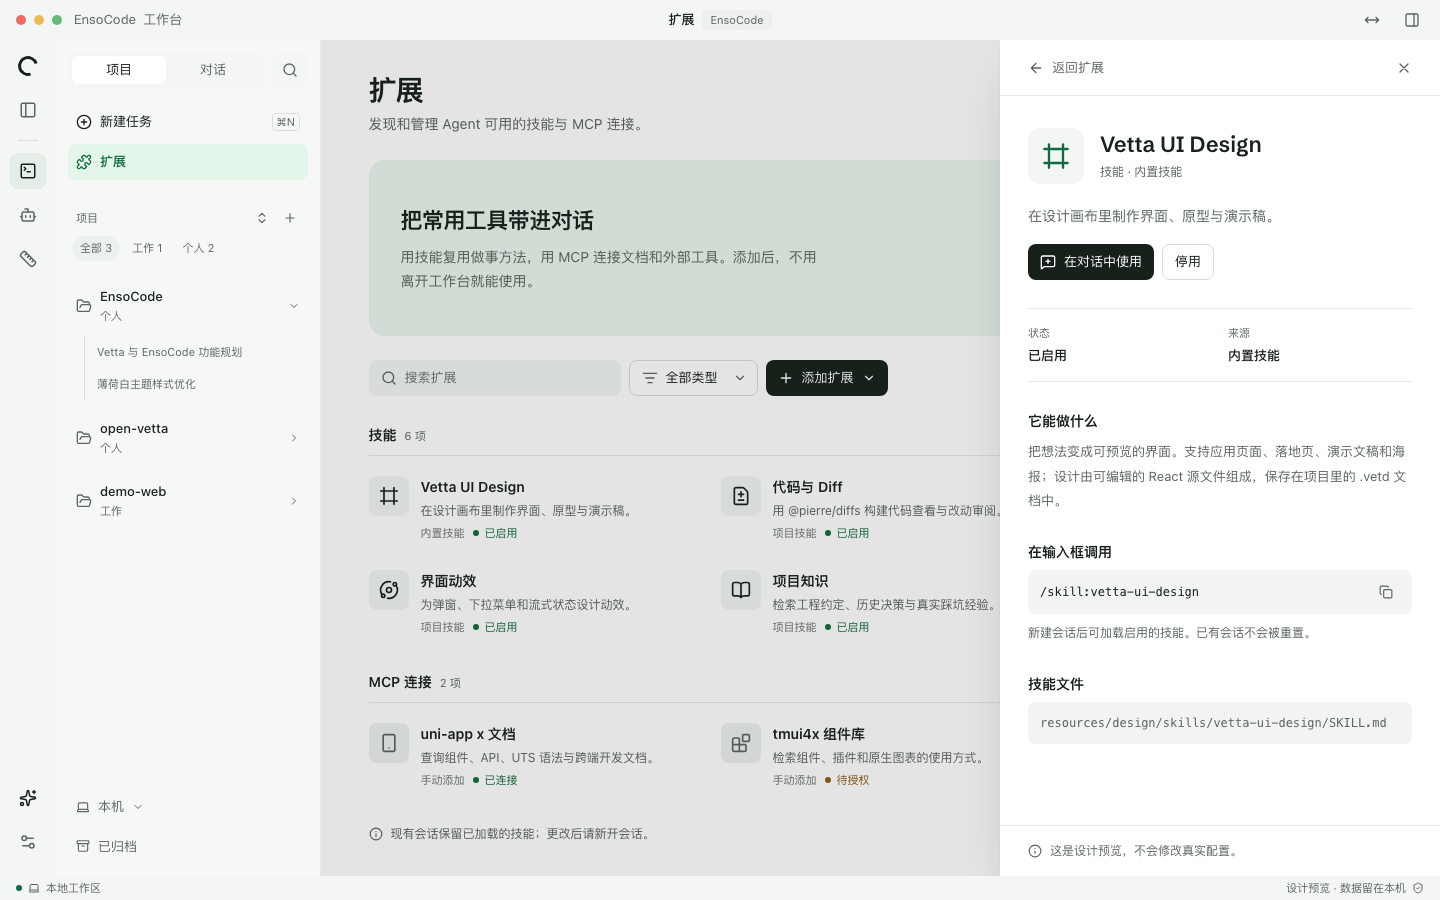 EnsoCode 工作台
扩展 EnsoCode
项目 对话
新建任务 ⌘N
扩展
项目
全部 3 工作 1 个人 2
EnsoCode
个人
Vetta 与 EnsoCode 功能规划
薄荷白主题样式优化
open-vetta
个人
demo-web
工作
本机
已归档
扩展
发现和管理 Agent 可用的技能与 MCP 连接。
把常用工具带进对话
用技能复用做事方法，用 MCP 连接文档和外部工具。添加后，不用
离开工作台就能使用。
搜索扩展 全部类型 添加扩展
技能 6 项
Vetta UI Design
在设计画布里制作界面、原型与演示稿。
内置技能 已启用
代码与 Diff
用 @pierre/diffs 构建代码查看与改动审阅。
项目技能 已启用
界面动效
为弹窗、下拉菜单和流式状态设计动效。
项目技能 已启用
项目知识
检索工程约定、历史决策与真实踩坑经验。
项目技能 已启用
MCP 连接 2 项
uni-app x 文档
查询组件、API、UTS 语法与跨端开发文档。
手动添加 已连接
tmui4x 组件库
检索组件、插件和原生图表的使用方式。
手动添加 待授权
现有会话保留已加载的技能；更改后请新开会话。
返回扩展
Vetta UI Design
技能 · 内置技能
在设计画布里制作界面、原型与演示稿。
在对话中使用 停用
状态 来源
已启用 内置技能
它能做什么
把想法变成可预览的界面。支持应用页面、落地页、演示文稿和海
报；设计由可编辑的 React 源文件组成，保存在项目里的 .vetd 文
档中。
在输入框调用
/skill:vetta-ui-design
新建会话后可加载启用的技能。已有会话不会被重置。
技能文件
resources/design/skills/vetta-ui-design/SKILL.md
这是设计预览，不会修改真实配置。
本地工作区
设计预览 · 数据留在本机